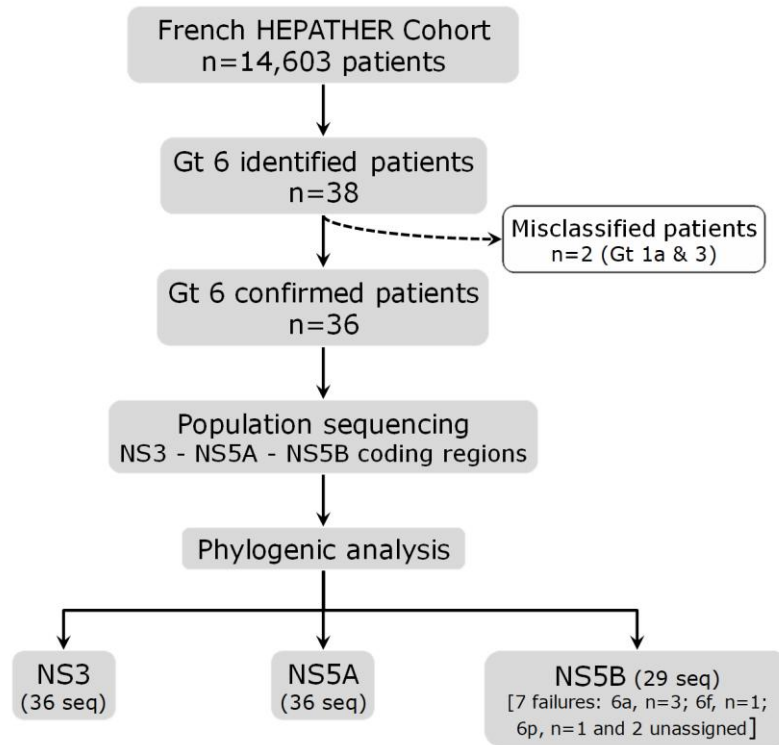 French HEPATHER Cohort
n=14,603 patients
Gt 6 identified patients
n=38
Misclassified patients
n=2 (Gt 1a & 3)
Gt 6 confirmed patients
n=36
Population sequencing
NS3 - NS5A - NS5B coding regions
Phylogenic analysis
NS3
(36 seq)
NS5A
(36 seq)
NS5B (29 seq)
[7 failures: 6a, n=3; 6f, n=1;
6p, n=1 and 2 unassigned]